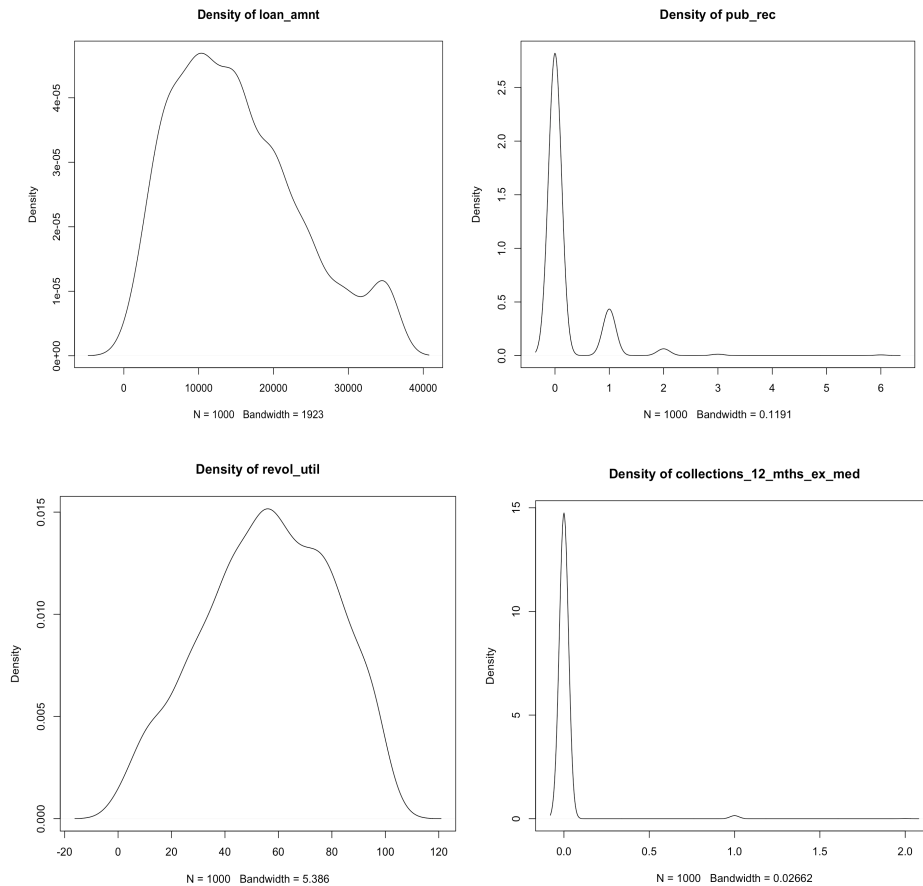 Density of loan_amnt
Density
4e-05
3e-05
2e-05
1e-05
0e+00
0 10000 20000 30000 40000
N = 1000 Bandwidth = 1923
Density of pub_rec
Density
2.5
2.0
1.5
1.0
0.5
0.0
0 1 2 3 4 5 6
N = 1000 Bandwidth = 0.1191
Density of revol_util
Density
0.015
0.010
0.005
0.000
-20 0 20 40 60 80 100 120
N = 1000 Bandwidth = 5.386
Density of collections_12_mths_ex_med
Density
15
10
5
0
0.0 0.5 1.0 1.5 2.0
N = 1000 Bandwidth = 0.02662